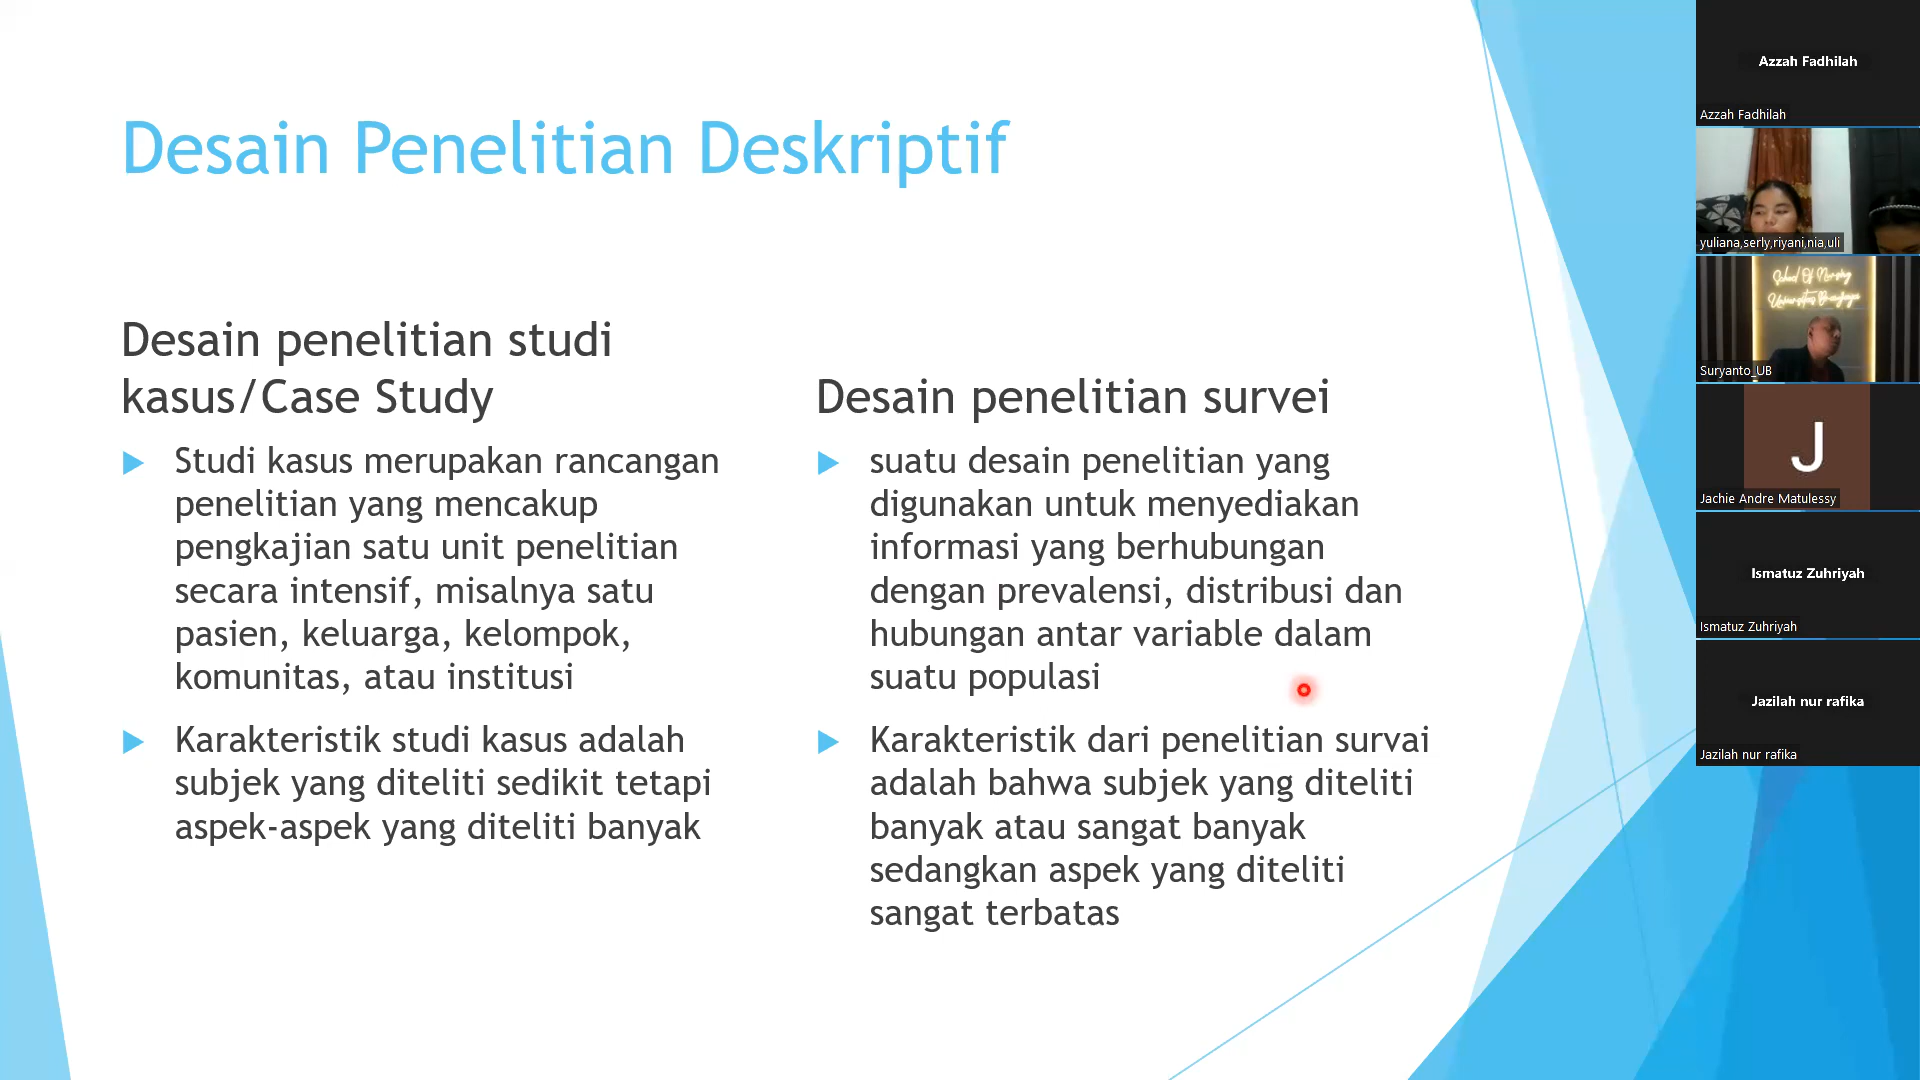 Desain Penelitian Deskriptif
Desain penelitian studi
kasus/Case Study
Studi kasus merupakan rancangan
penelitian yang mencakup
pengkajian satu unit penelitian
secara intensif, misalnya satu
pasien, keluarga, kelompok,
komunitas, atau institusi
Karakteristik studi kasus adalah
subjek yang diteliti sedikit tetapi
aspek-aspek yang diteliti banyak
Desain penelitian survei
suatu desain penelitian yang
digunakan untuk menyediakan
informasi yang berhubungan
dengan prevalensi, distribusi dan
hubungan antar variable dalam
suatu populasi
Karakteristik dari penelitian survai
adalah bahwa subjek yang diteliti
banyak atau sangat banyak
sedangkan aspek yang diteliti
sangat terbatas
Azzah Fadhilah
Azzah Fadhilah
yuliana,serly,riyani,nia,uli
School Of Nursing
Universitas Brawijaya
Suryanto_UB
J
Jachie Andre Matulessy
Ismatuz Zuhriyah
Ismatuz Zuhriyah
Jazilah nur rafika
Jazilah nur rafika